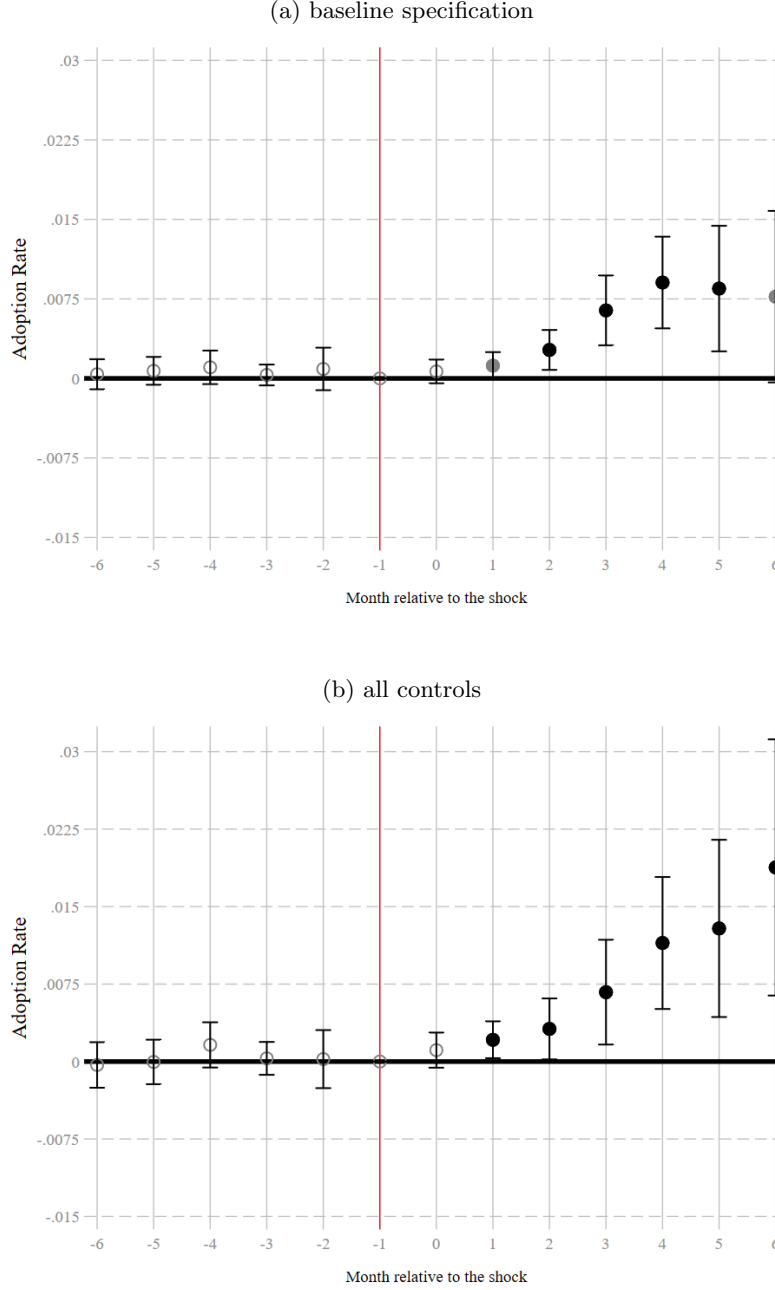 (a) baseline specification
Adoption Rate
.03
.0225
.015
.0075
0
-.0075
-.015
-6 -5 -4 -3 -2 -1 0 1 2 3 4 5 6
Month relative to the shock
(b) all controls
Adoption Rate
.03
.0225
.015
.0075
0
-.0075
-.015
-6 -5 -4 -3 -2 -1 0 1 2 3 4 5 6
Month relative to the shock